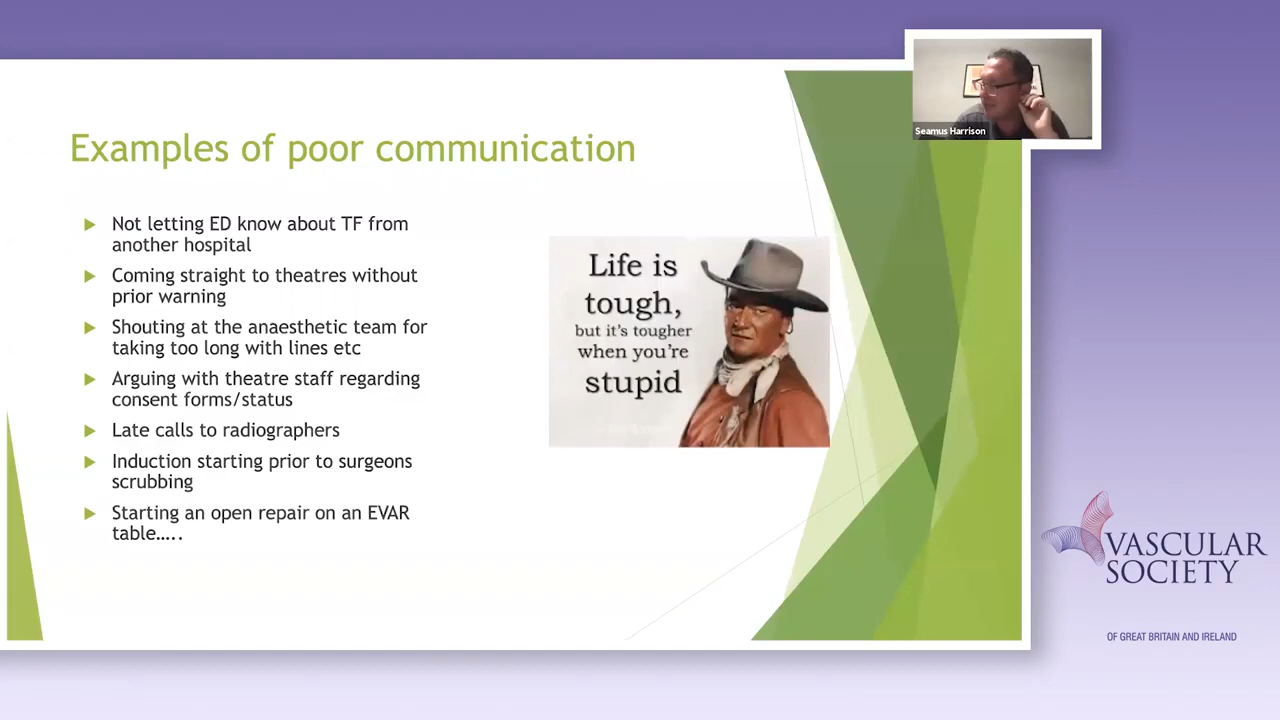 Seamus Harrison
Examples of poor communication
Not letting ED know about TF from
another hospital
Coming straight to theatres without
prior warning
Shouting at the anaesthetic team for
taking too long with lines etc
Arguing with theatre staff regarding
consent forms/status
Late calls to radiographers
Induction starting prior to surgeons
scrubbing
Starting an open repair on an EVAR
table…..
Life is
tough,
but it's tougher
when you're
stupid
VASCULAR
SOCIETY
OF GREAT BRITAIN AND IRELAND